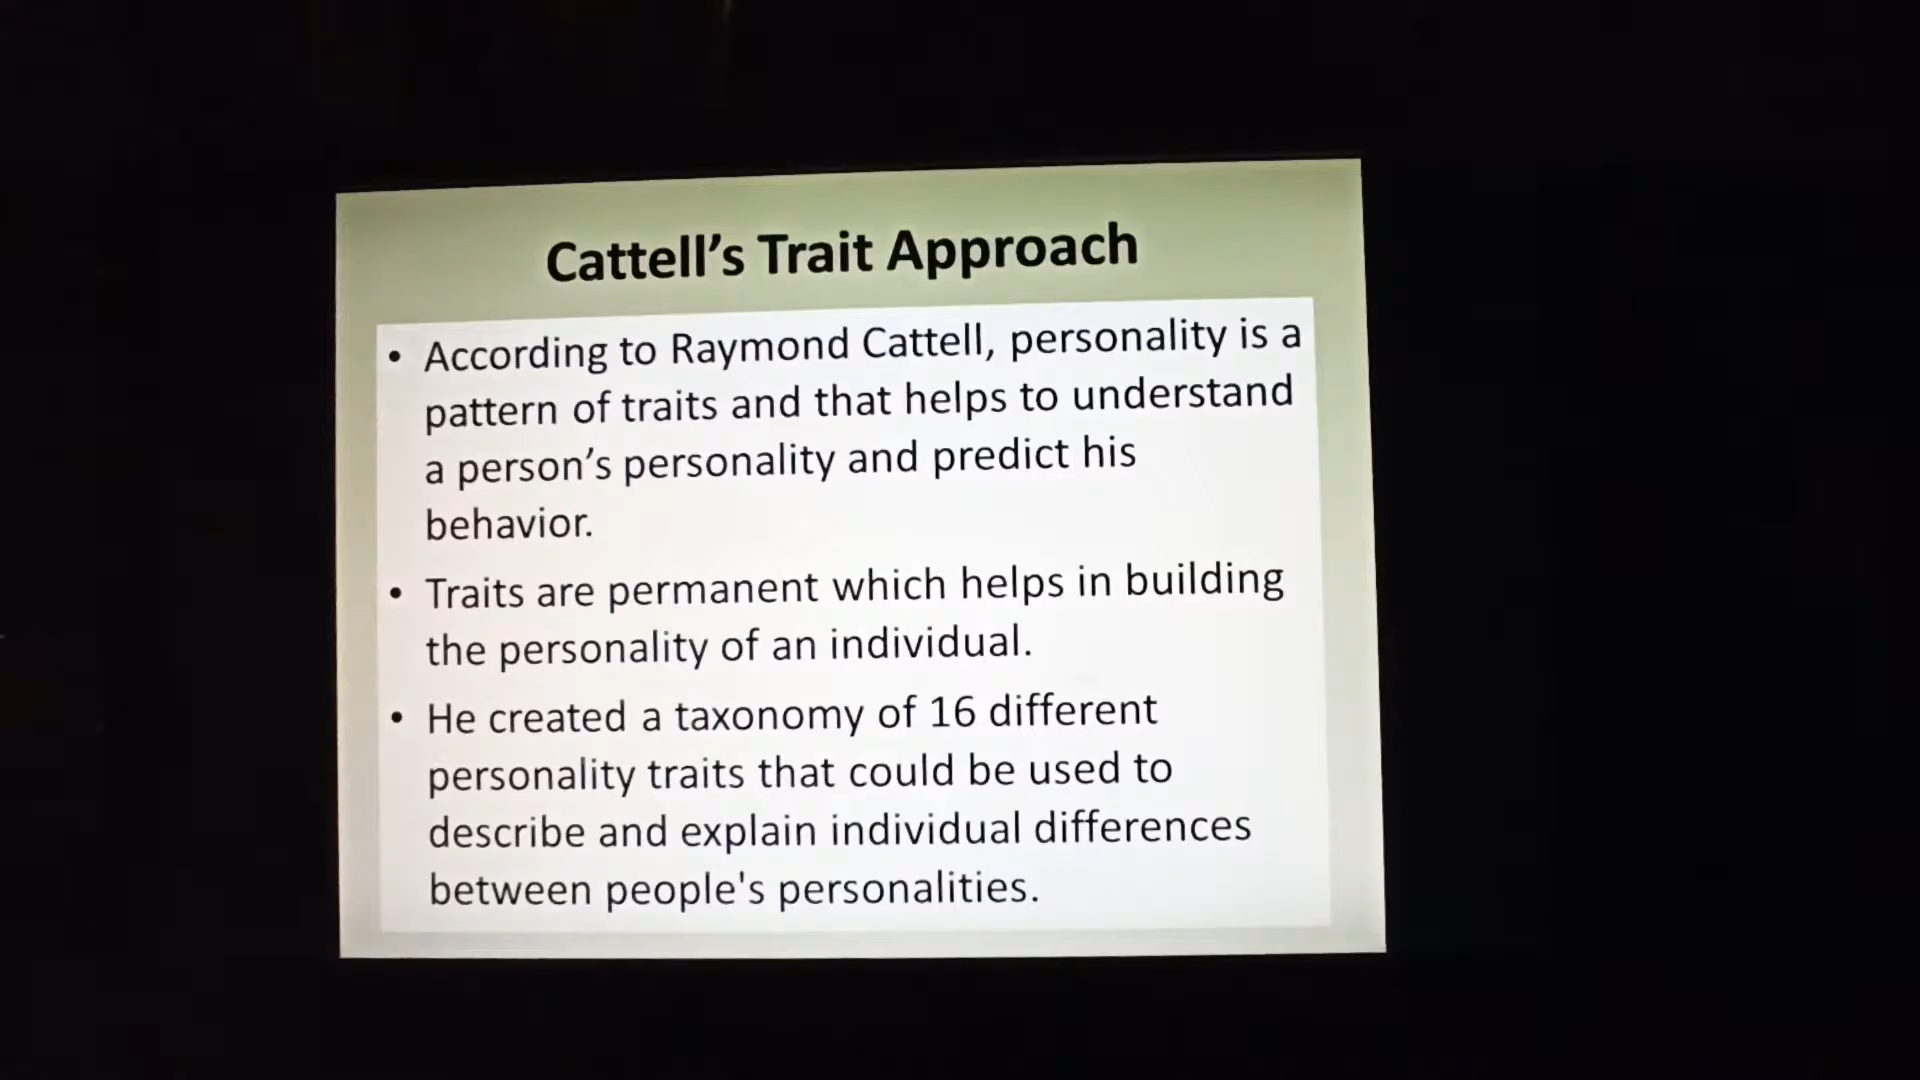 Cattell’s Trait Approach
• According to Raymond Cattell, personality is a
pattern of traits and that helps to understand
a person’s personality and predict his
behavior.
• Traits are permanent which helps in building
the personality of an individual.
• He created a taxonomy of 16 different
personality traits that could be used to
describe and explain individual differences
between people's personalities.